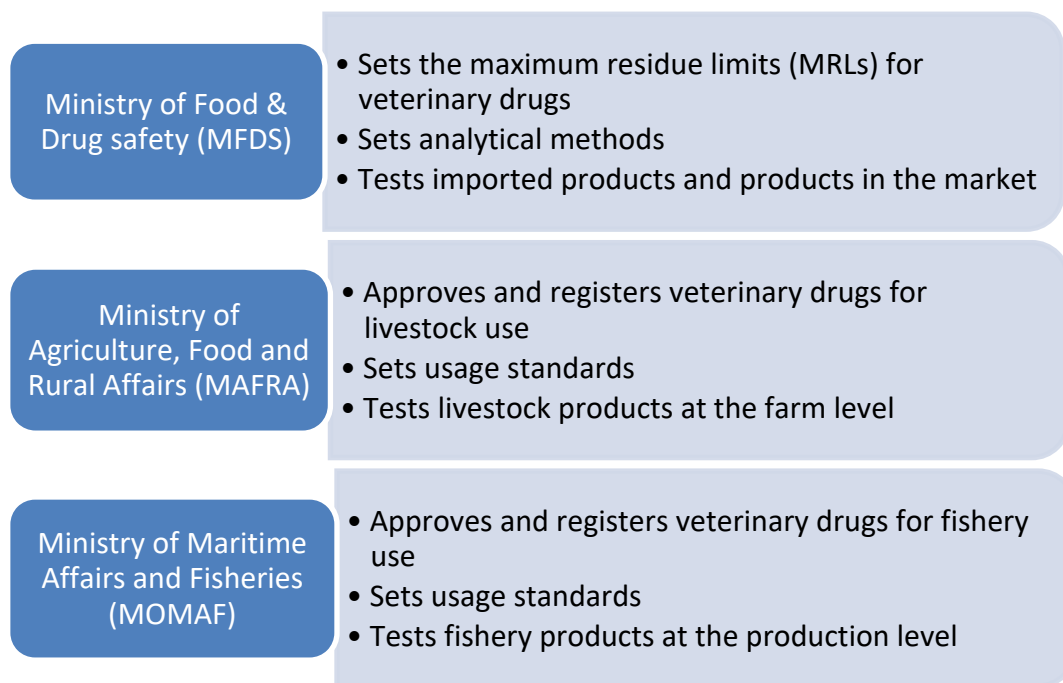 Ministry of Food &
Drug safety (MFDS)
• Sets the maximum residue limits (MRLs) for
veterinary drugs
• Sets analytical methods
• Tests imported products and products in the market
Ministry of
Agriculture, Food and
Rural Affairs (MAFRA)
• Approves and registers veterinary drugs for
livestock use
• Sets usage standards
• Tests livestock products at the farm level
Ministry of Maritime
Affairs and Fisheries
(MOMAF)
• Approves and registers veterinary drugs for fishery
use
• Sets usage standards
• Tests fishery products at the production level